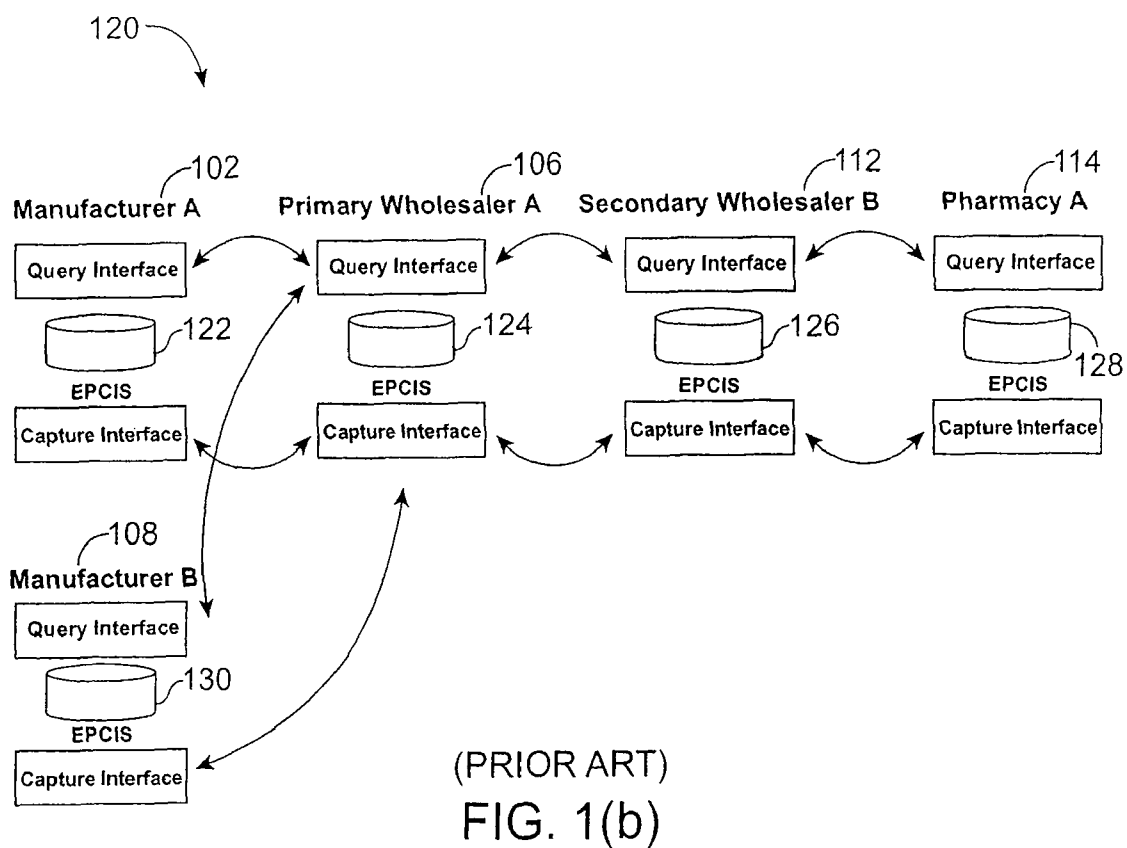 120
102
106
112
114
Manufacturer A
Primary Wholesaler A
Secondary Wholesaler B
Pharmacy A
Query Interface
Query Interface
Query Interface
Query Interface
122
124
126
128
EPCIS
EPCIS
EPCIS
EPCIS
Capture Interface
Capture Interface
Capture Interface
Capture Interface
108
Manufacturer B
Query Interface
130
EPCIS
Capture Interface
(PRIOR ART)
FIG. 1(b)